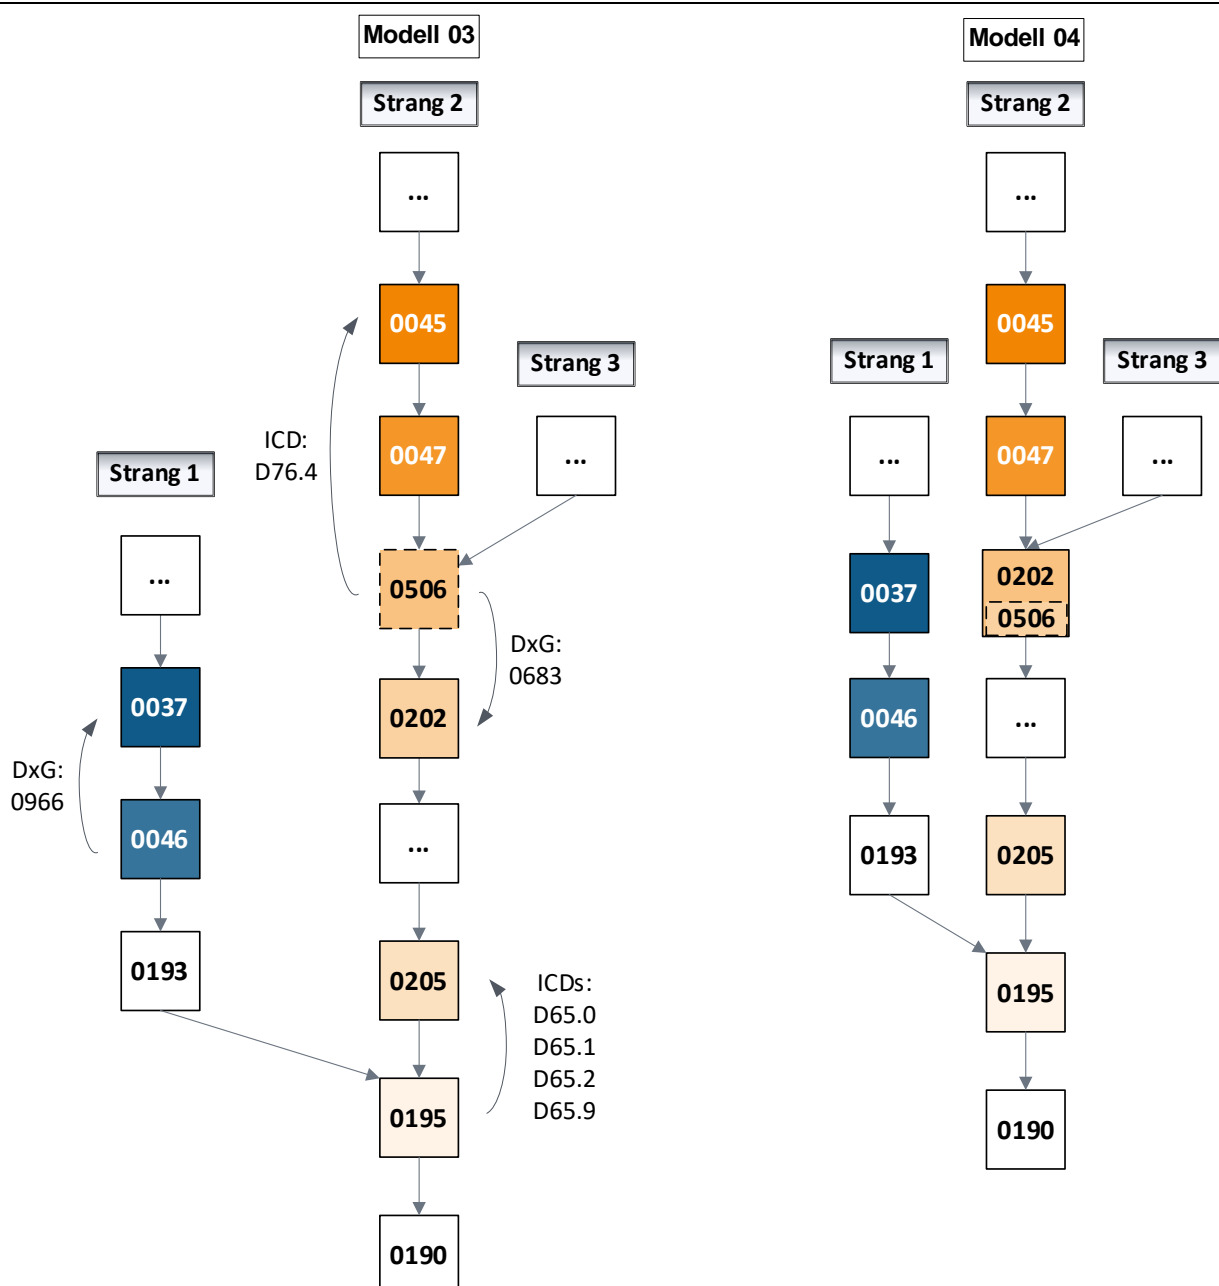 Modell 03
Strang 2
...
0045
Strang 3
ICD:
D76.4
0047
...
Strang 1
...
0506
DxG:
0683
0037
0202
DxG:
0966
0046
...
0193
0205
ICDs:
D65.0
D65.1
D65.2
D65.9
0195
0190
Modell 04
Strang 2
...
0045
Strang 1
Strang 3
...
0047
...
0037
0202
0506
0046
...
0193
0205
0195
0190